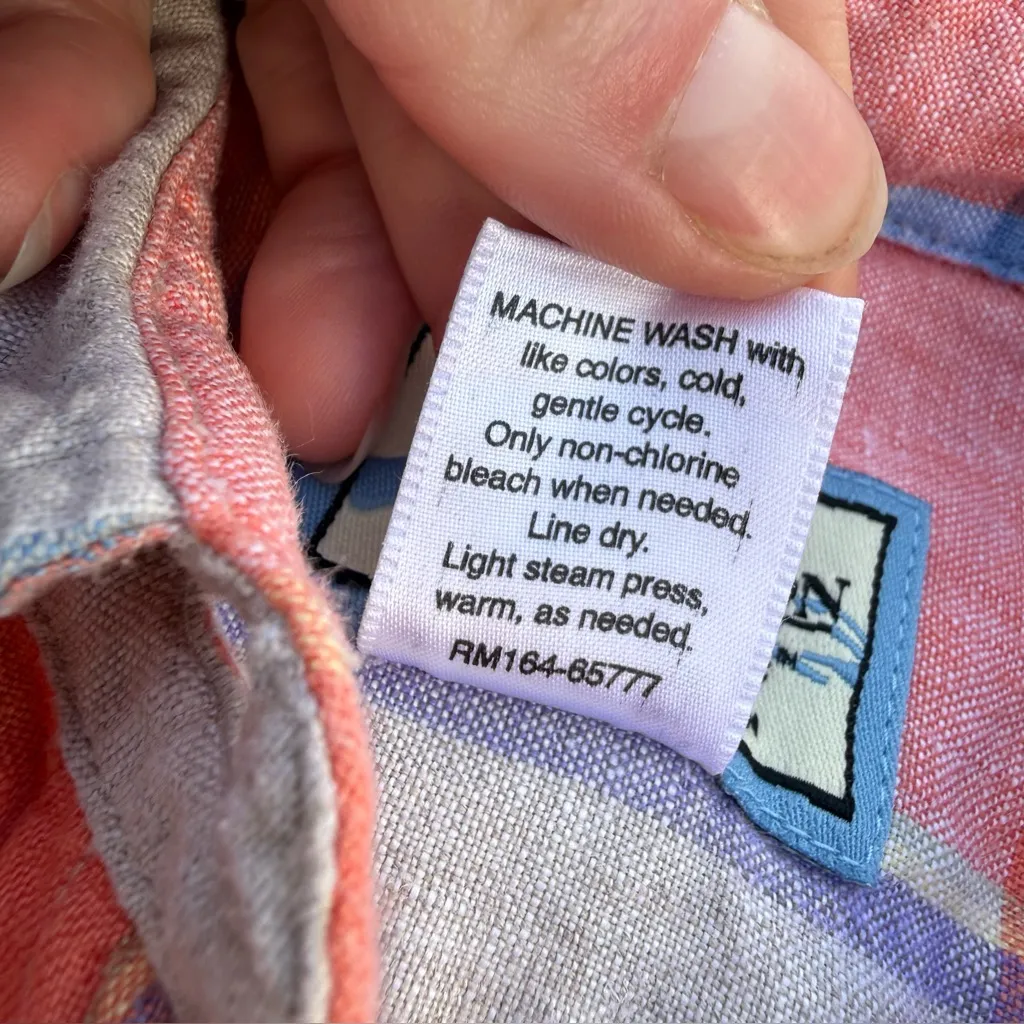 MACHINE WASH with
like colors, cold,
gentle cycle.
Only non-chlorine
bleach when needed.
Line dry.
Light steam press,
warm, as needed.
RM164-65777